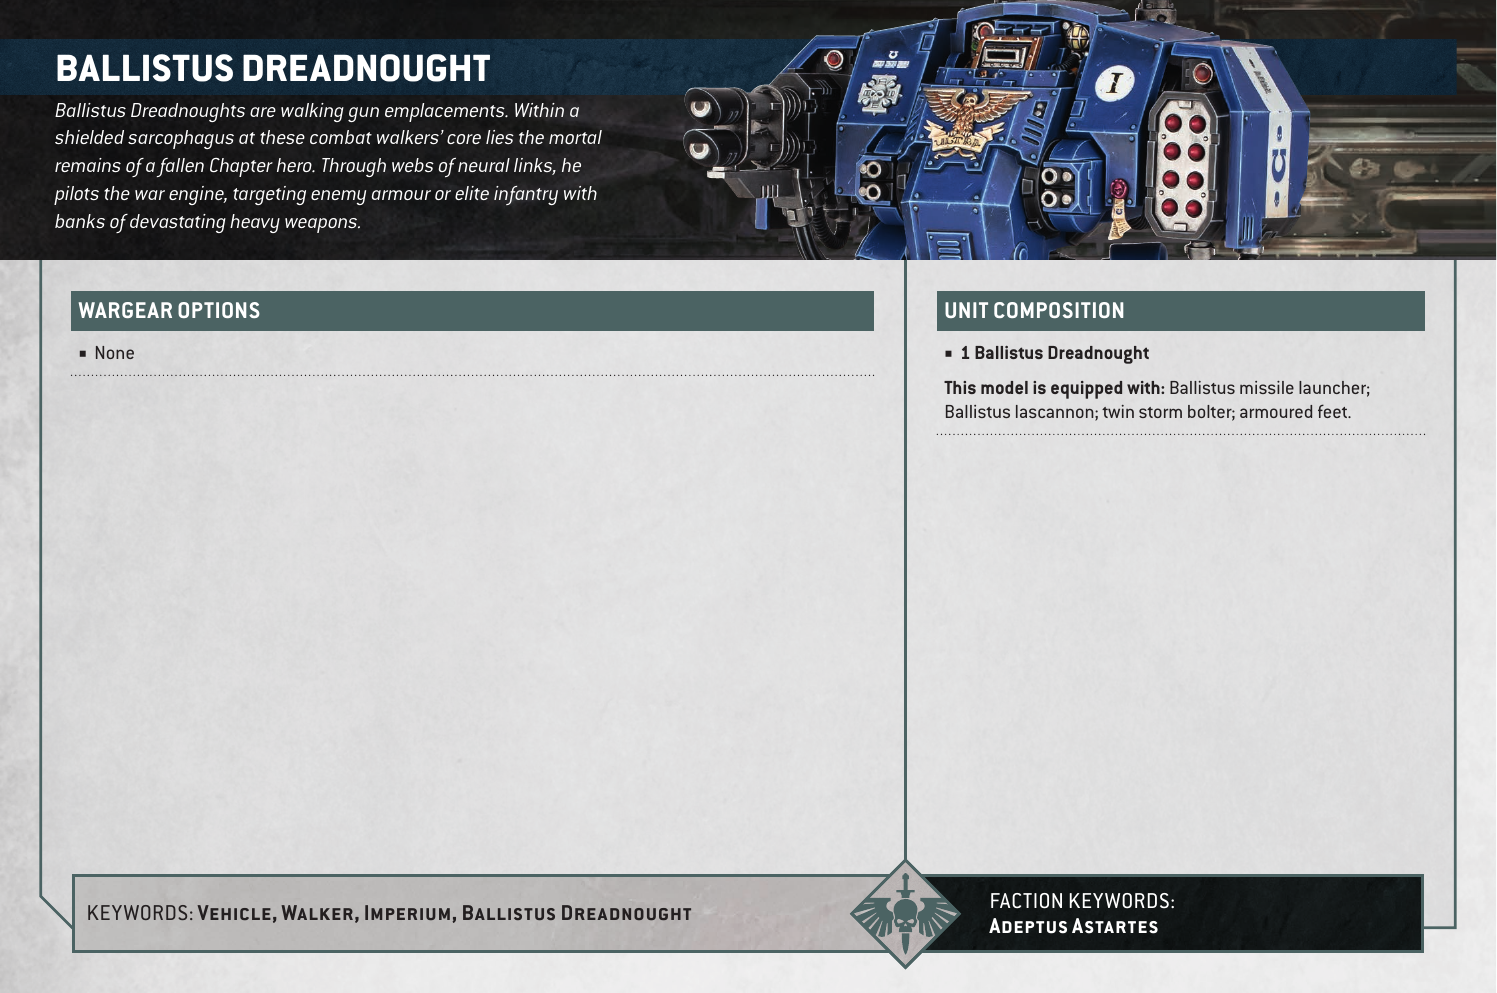 BALLISTUS DREADNOUGHT
Ballistus Dreadnoughts are walking gun emplacements. Within a
shielded sarcophagus at these combat walkers' core lies the mortal
remains of a fallen Chapter hero. Through webs of neural links, he
pilots the war engine, targeting enemy armour or elite infantry with
banks of devastating heavy weapons.
I
WARGEAR OPTIONS
▪ None
UNIT COMPOSITION
▪ 1 Ballistus Dreadnought
This model is equipped with: Ballistus missile launcher;
Ballistus lascannon; twin storm bolter; armoured feet.
KEYWORDS: VEHICLE, WALKER, IMPERIUM, BALLISTUS DREADNOUGHT
FACTION KEYWORDS:
ADEPTUS ASTARTES